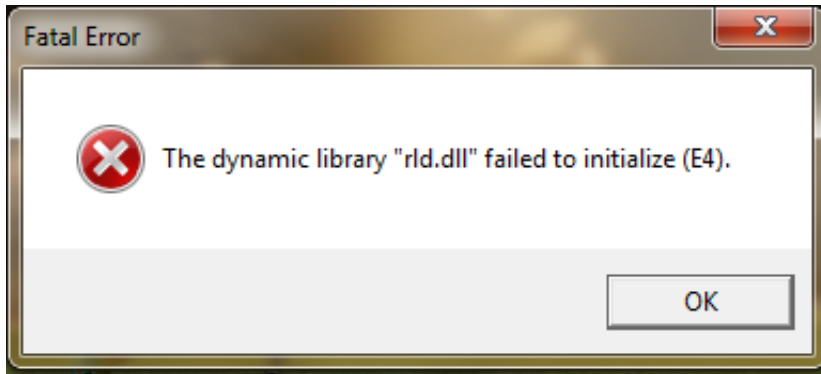 Fatal Error
The dynamic library "rld.dll" failed to initialize (E4).
OK